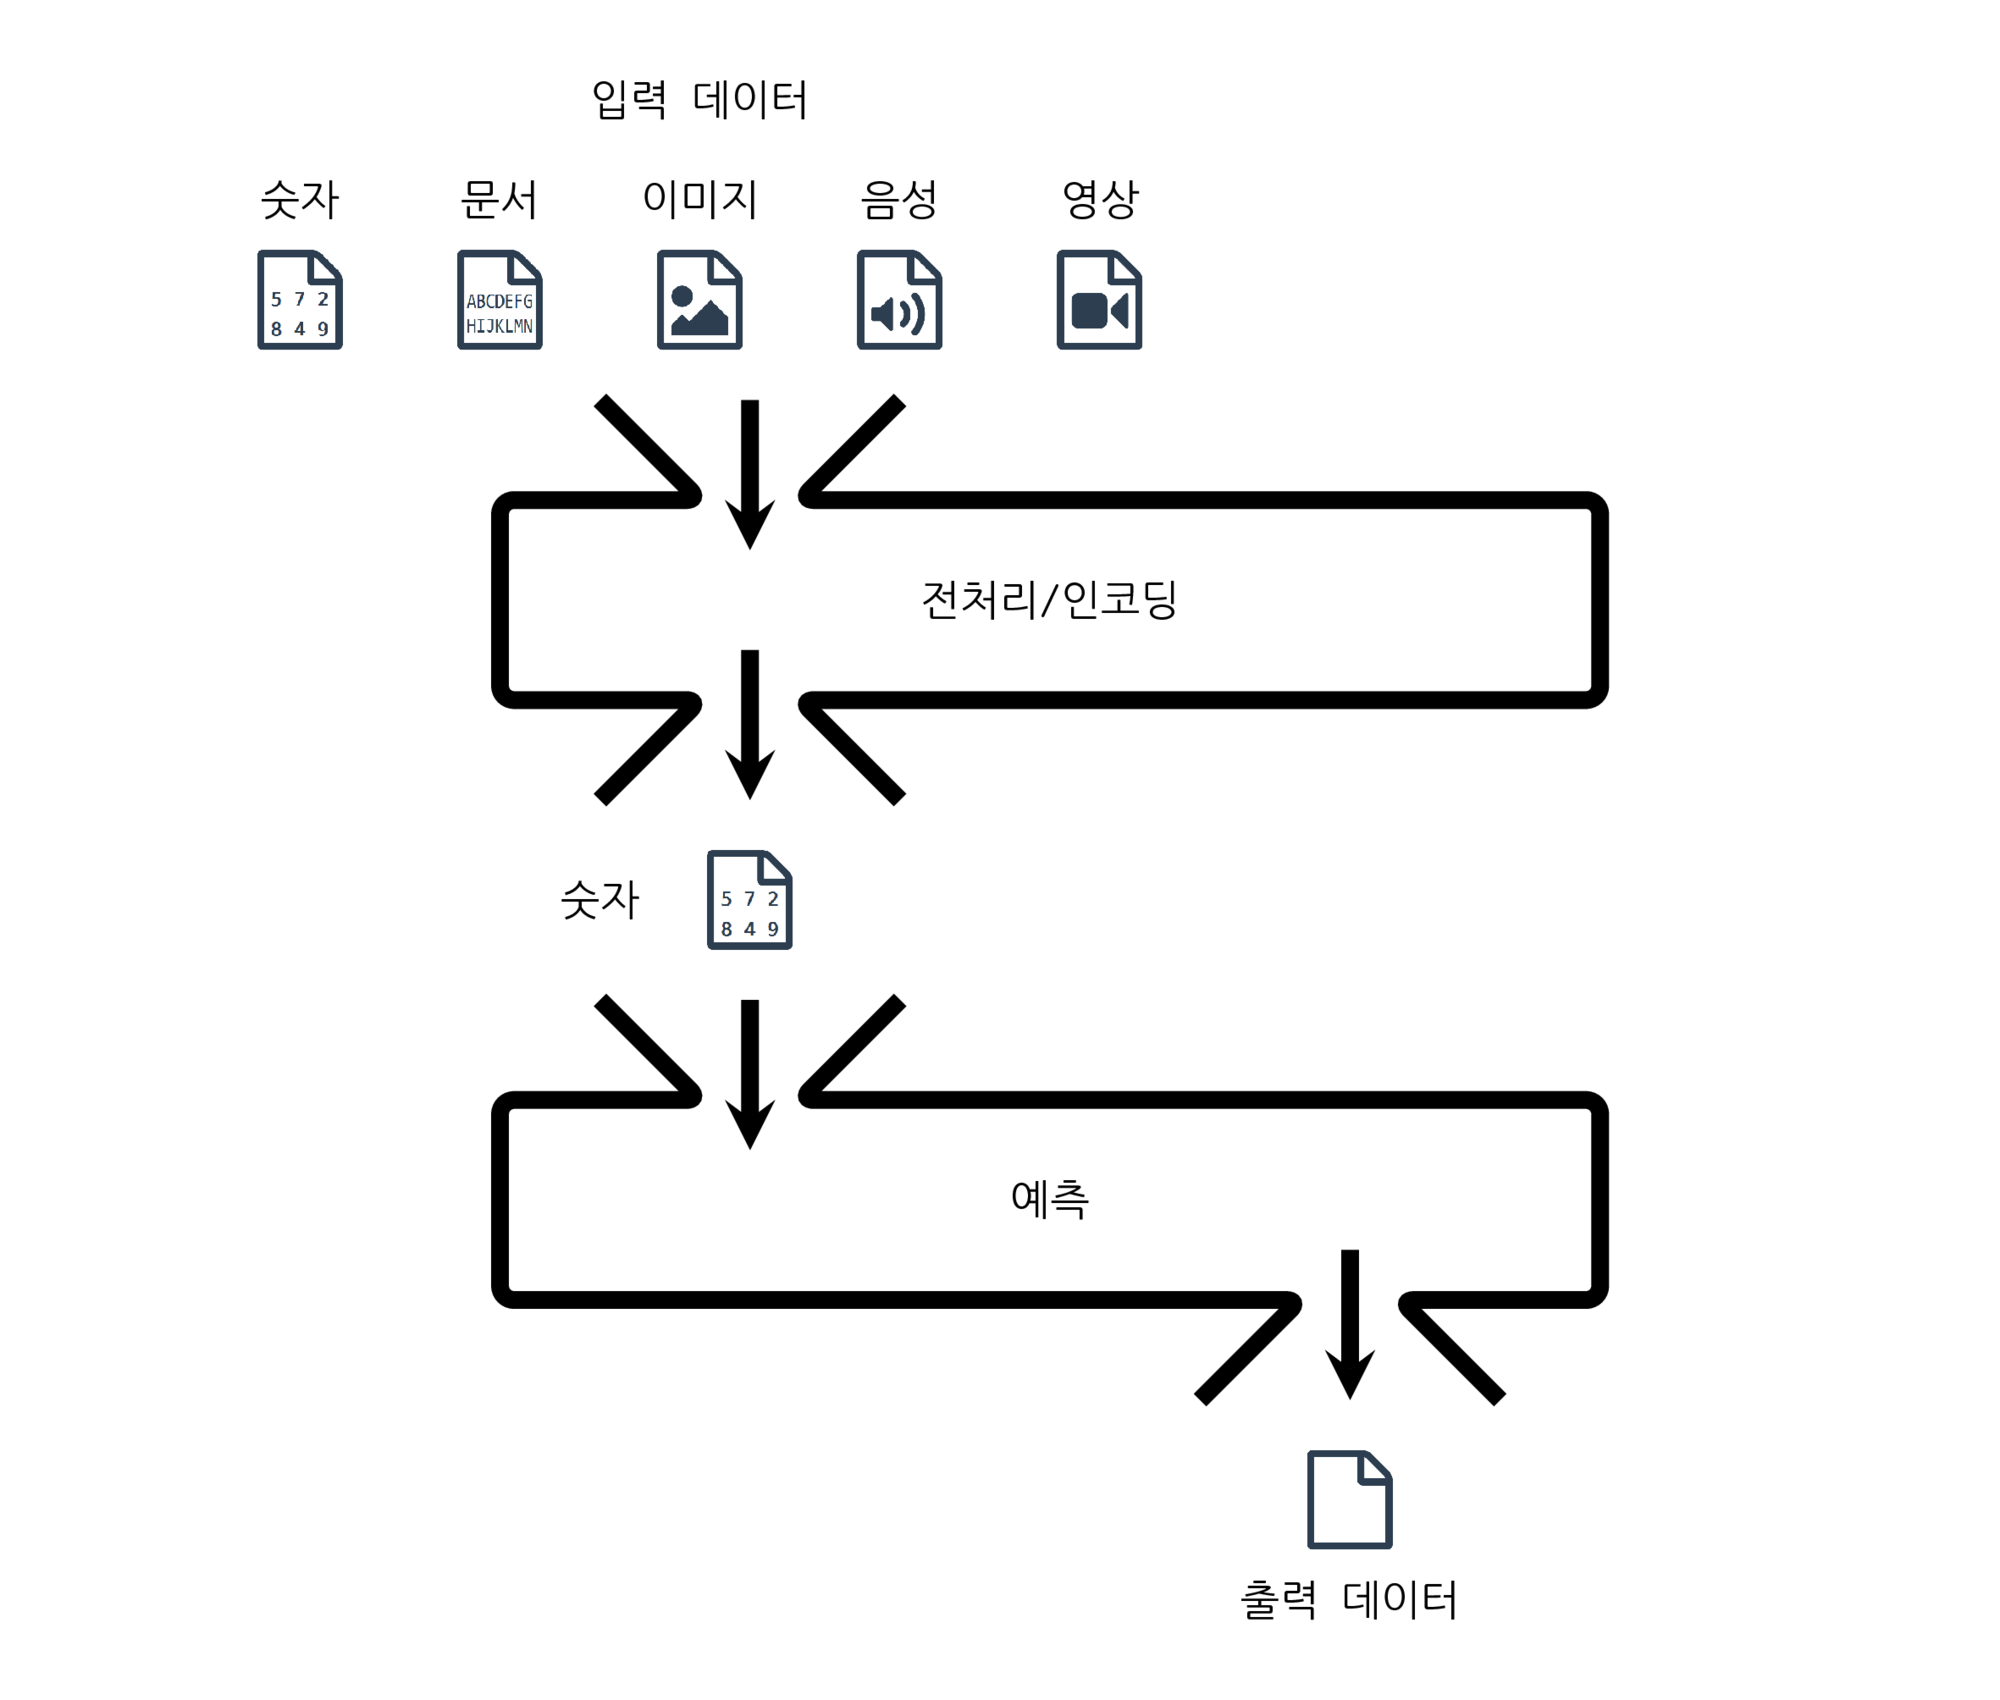 입력 데이터
숫자 문서 이미지 음성 영상
5 7 2 ABCDEFG
8 4 9 HIJKLMN
전처리/인코딩
숫자
5 7 2
8 4 9
예측
출력 데이터